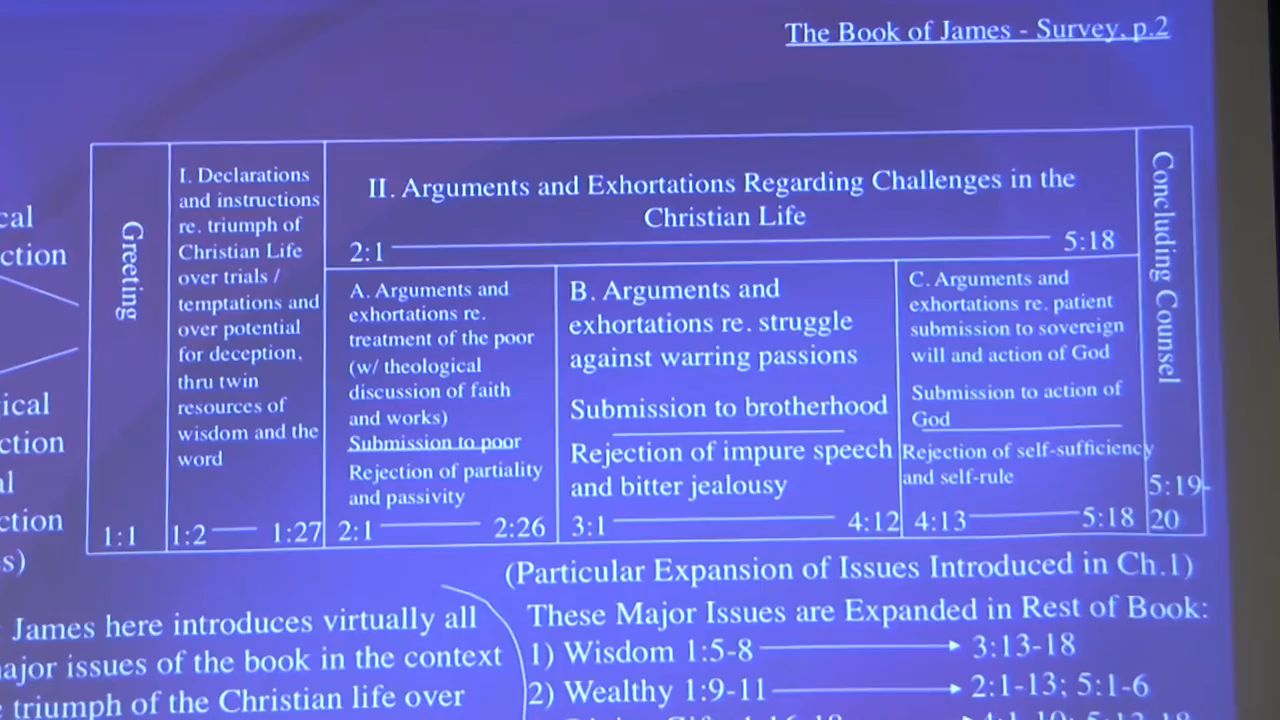 The Book of James - Survey, p.2
cal
ction
ical
ction
al
ction
s)
Greeting
1:1
I. Declarations
and instructions
re. triumph of
Christian Life
over trials /
temptations and
over potential
for deception,
thru twin
resources of
wisdom and the
word
1:2 1:27
II. Arguments and Exhortations Regarding Challenges in the
Christian Life
2:1 5:18
A. Arguments and
exhortations re.
treatment of the poor
(w/ theological
discussion of faith
and works)
Submission to poor
Rejection of partiality
and passivity
2:1 2:26
B. Arguments and
exhortations re. struggle
against warring passions
Submission to brotherhood
Rejection of impure speech
and bitter jealousy
3:1 4:12
C. Arguments and
exhortations re. patient
submission to sovereign
will and action of God
Submission to action of
God
Rejection of self-sufficiency
and self-rule
4:13 5:18
Concluding Counsel
5:19-
20
(Particular Expansion of Issues Introduced in Ch.1)
James here introduces virtually all
ajor issues of the book in the context
triumph of the Christian life over
These Major Issues are Expanded in Rest of Book:
1) Wisdom 1:5-8 3:13-18
2) Wealthy 1:9-11 2:1-13; 5:1-6